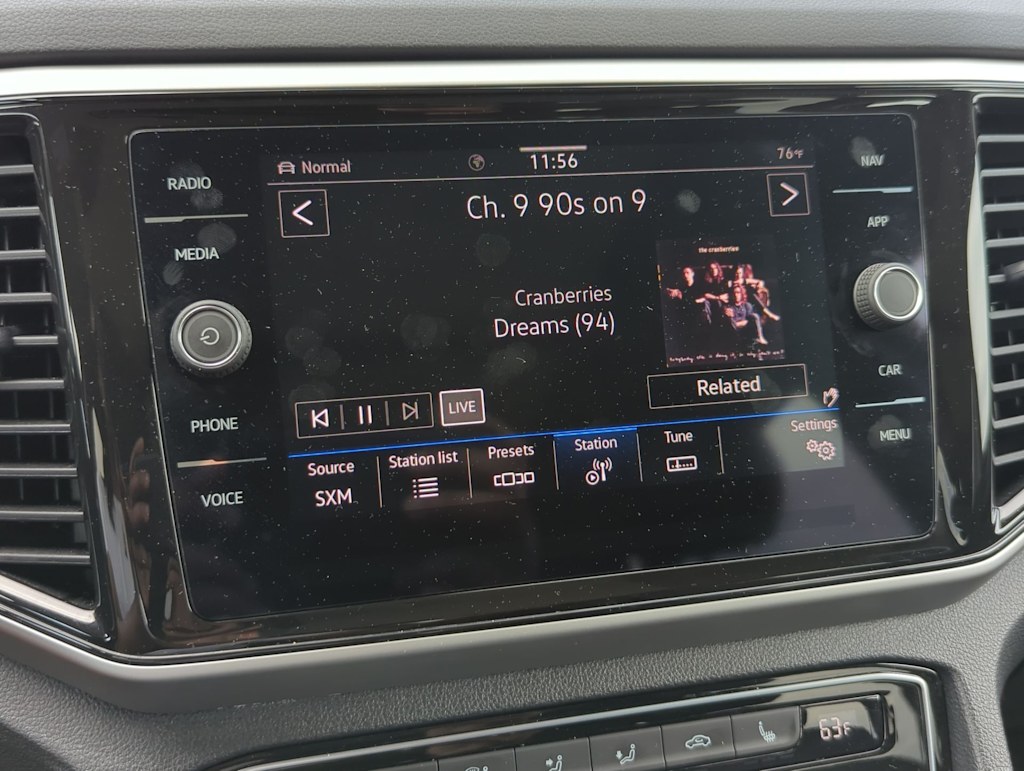 RADIO
MEDIA
PHONE
VOICE
Normal
11:56
76°F
<
Ch. 9 90s on 9
>
the cranberries
Cranberries
Dreams (94)
Related
LIVE
Source
SXM
Station list
Presets
Station
Tune
Settings
NAV
APP
CAR
MENU
63F